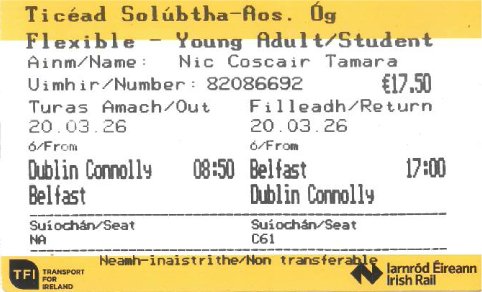 Ticéad Solúbtha-Aos. Óg
Flexible - Young Adult/Student
Ainm/Name: Nic Coscair Tamara
Uimhir/Number: 82086692 €17.50
Turas Amach/Out Filleadh/Return
20.03.26 20.03.26
ó/From ó/From
Dublin Connolly 08:50 Belfast 17:00
Belfast Dublin Connolly
Suíochán/Seat Suíochán/Seat
NA C61
Neamh-inaistrithe/Non transferable
TFI TRANSPORT FOR IRELAND
Iarnród Éireann
Irish Rail